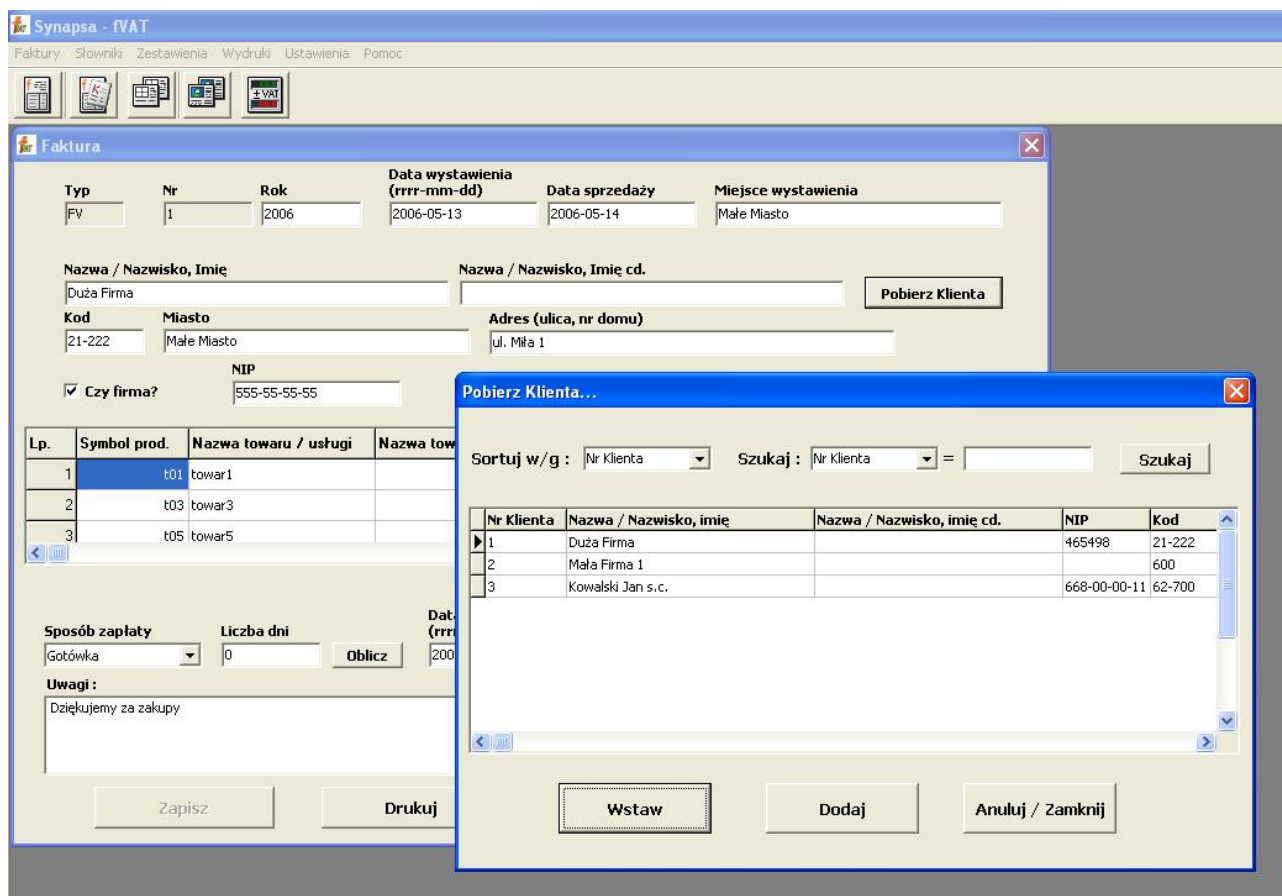 Synapsa - fVAT
Faktury Słowniki Zestawienia Wydruki Ustawienia Pomoc
± VAT
Faktura
Typ Nr Rok Data wystawienia (rrrr-mm-dd) Data sprzedaży Miejsce wystawienia
FV 1 2006 2006-05-13 2006-05-14 Małe Miasto
Nazwa / Nazwisko, Imię Nazwa / Nazwisko, Imię cd.
Duża Firma Pobierz Klienta
Kod Miasto Adres (ulica, nr domu)
21-222 Małe Miasto ul. Miła 1
NIP
Czy firma? 555-55-55-55
Lp. Symbol prod. Nazwa towaru / usługi Nazwa tow
1 t01 towar1
2 t03 towar3
3 t05 towar5
Sposób zapłaty Liczba dni
Gotówka 0 Oblicz 200
Uwagi :
Dziękujemy za zakupy
Zapisz Drukuj
Pobierz Klienta...
Sortuj w/g : Nr Klienta Szukaj : Nr Klienta = Szukaj
Nr Klienta Nazwa / Nazwisko, imię Nazwa / Nazwisko, imię cd. NIP Kod
1 Duża Firma 465498 21-222
2 Mała Firma 1 600
3 Kowalski Jan s.c. 668-00-00-11 62-700
Wstaw Dodaj Anuluj / Zamknij